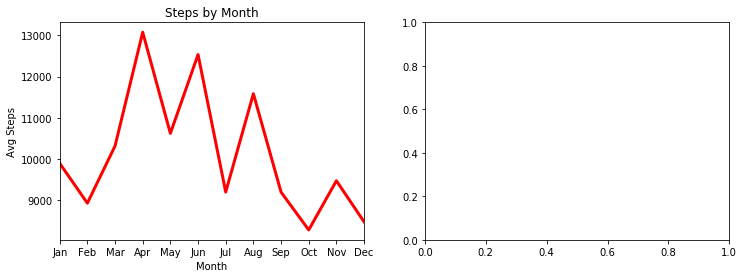 Steps by Month
Avg Steps
13000
12000
11000
10000
9000
Jan Feb Mar Apr May Jun Jul Aug Sep Oct Nov Dec
Month
1.0
0.8
0.6
0.4
0.2
0.0
0.0 0.2 0.4 0.6 0.8 1.0